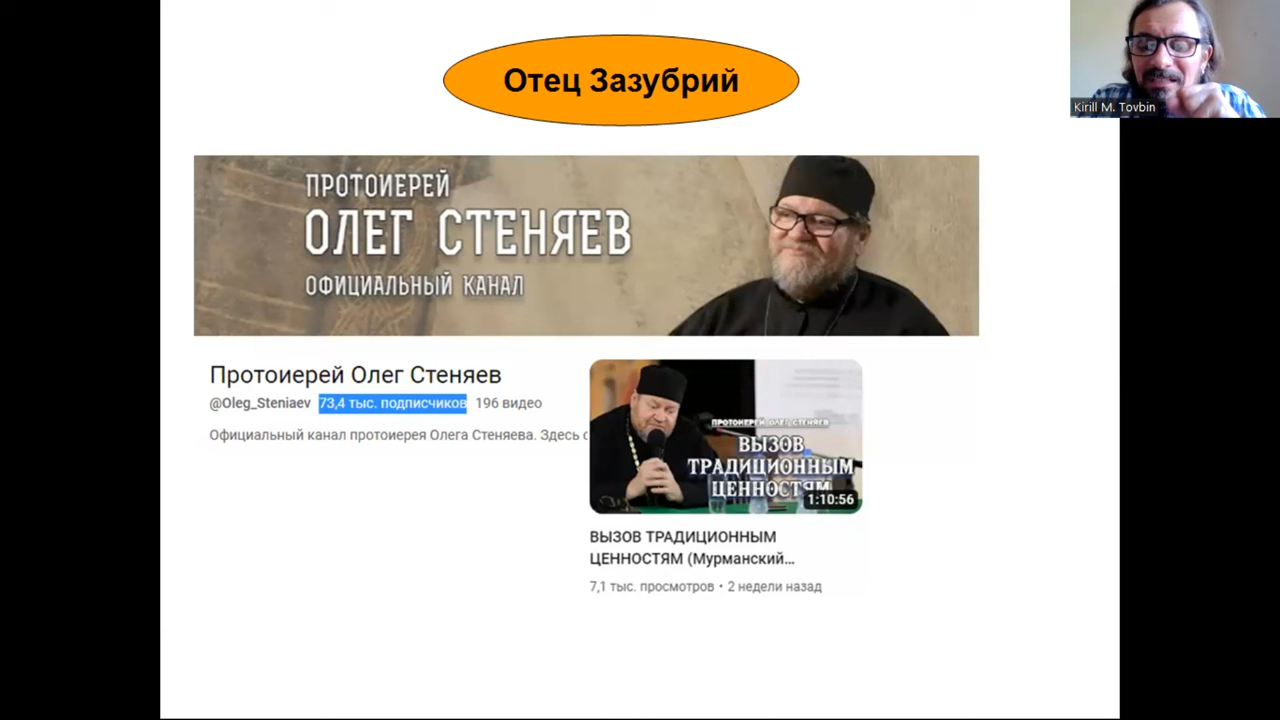 Отец Зазубрий
Kirill M. Tovbin
ПРОТОИЕРЕЙ
ОЛЕГ СТЕНЯЕВ
ОФИЦИАЛЬНЫЙ КАНАЛ
Протоиерей Олег Стеняев
@Oleg_Steniaev 73,4 тыс. подписчиков 196 видео
Официальный канал протоиерея Олега Стеняева. Здесь с
ПРОТОИЕРЕЙ ОЛЕГ СТЕНЯЕВ
ВЫЗОВ
ТРАДИЦИОННЫМ
ЦЕННОСТЯМ
1:10:56
ВЫЗОВ ТРАДИЦИОННЫМ
ЦЕННОСТЯМ (Мурманский...
7,1 тыс. просмотров • 2 недели назад